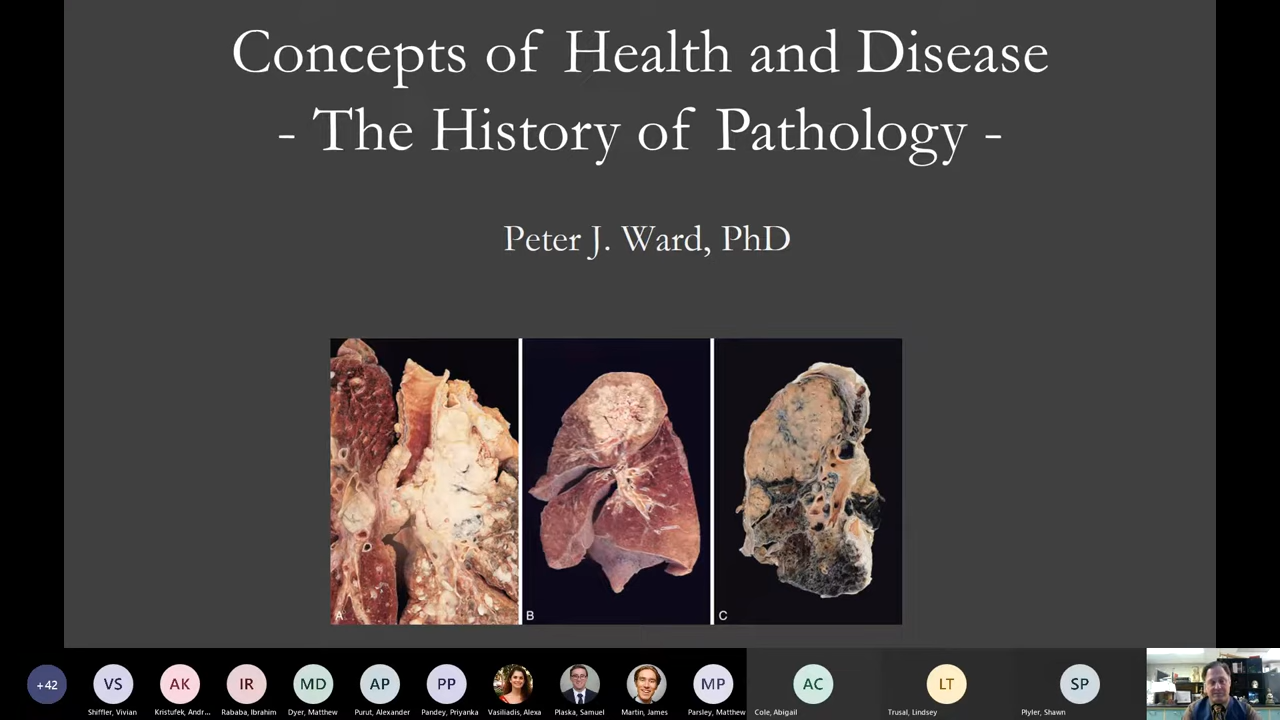 Concepts of Health and Disease
- The History of Pathology -
Peter J. Ward, PhD
A
B
C
+42
VS
AK
IR
MD
AP
PP
MP
AC
LT
SP
Shiffler, Vivian
Kristufek, Andr...
Rababa, Ibrahim
Dyer, Matthew
Purut, Alexander
Pandey, Priyanka
Vasiliadis, Alexa
Plaska, Samuel
Martin, James
Parsley, Matthew
Cole, Abigail
Trusal, Lindsey
Plyler, Shawn